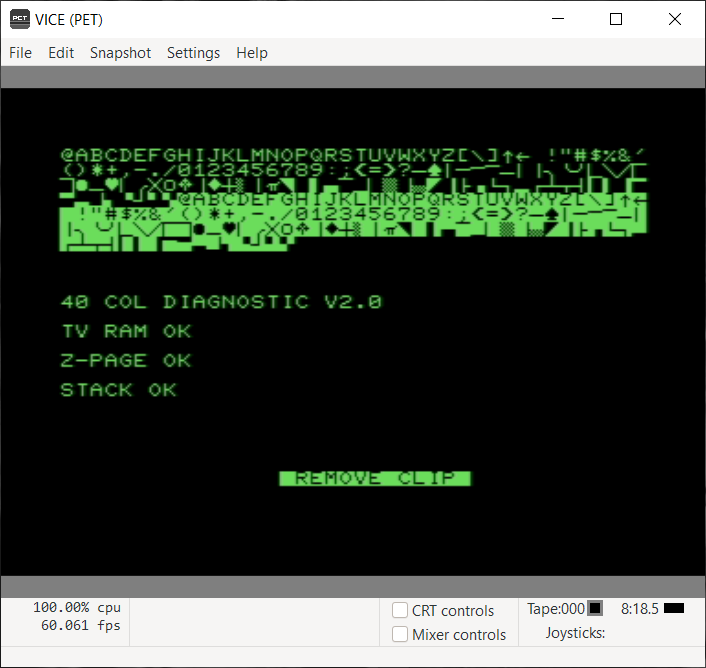 VICE (PET)
File Edit Snapshot Settings Help
@ABCDEFGHIJKLMNOPQRSTUVWXYZ[\]↑← !"#$%&'
()*+,-./0123456789:;<=>?
@ABCDEFGHIJKLMNOPQRSTUVWXYZ[\]↑←
!"#$%&'()*+,-./0123456789:;<=>?
40 COL DIAGNOSTIC V2.0
TV RAM OK
Z-PAGE OK
STACK OK
REMOVE CLIP
100.00% cpu
60.061 fps
CRT controls
Mixer controls
Tape:000 8:18.5
Joysticks: